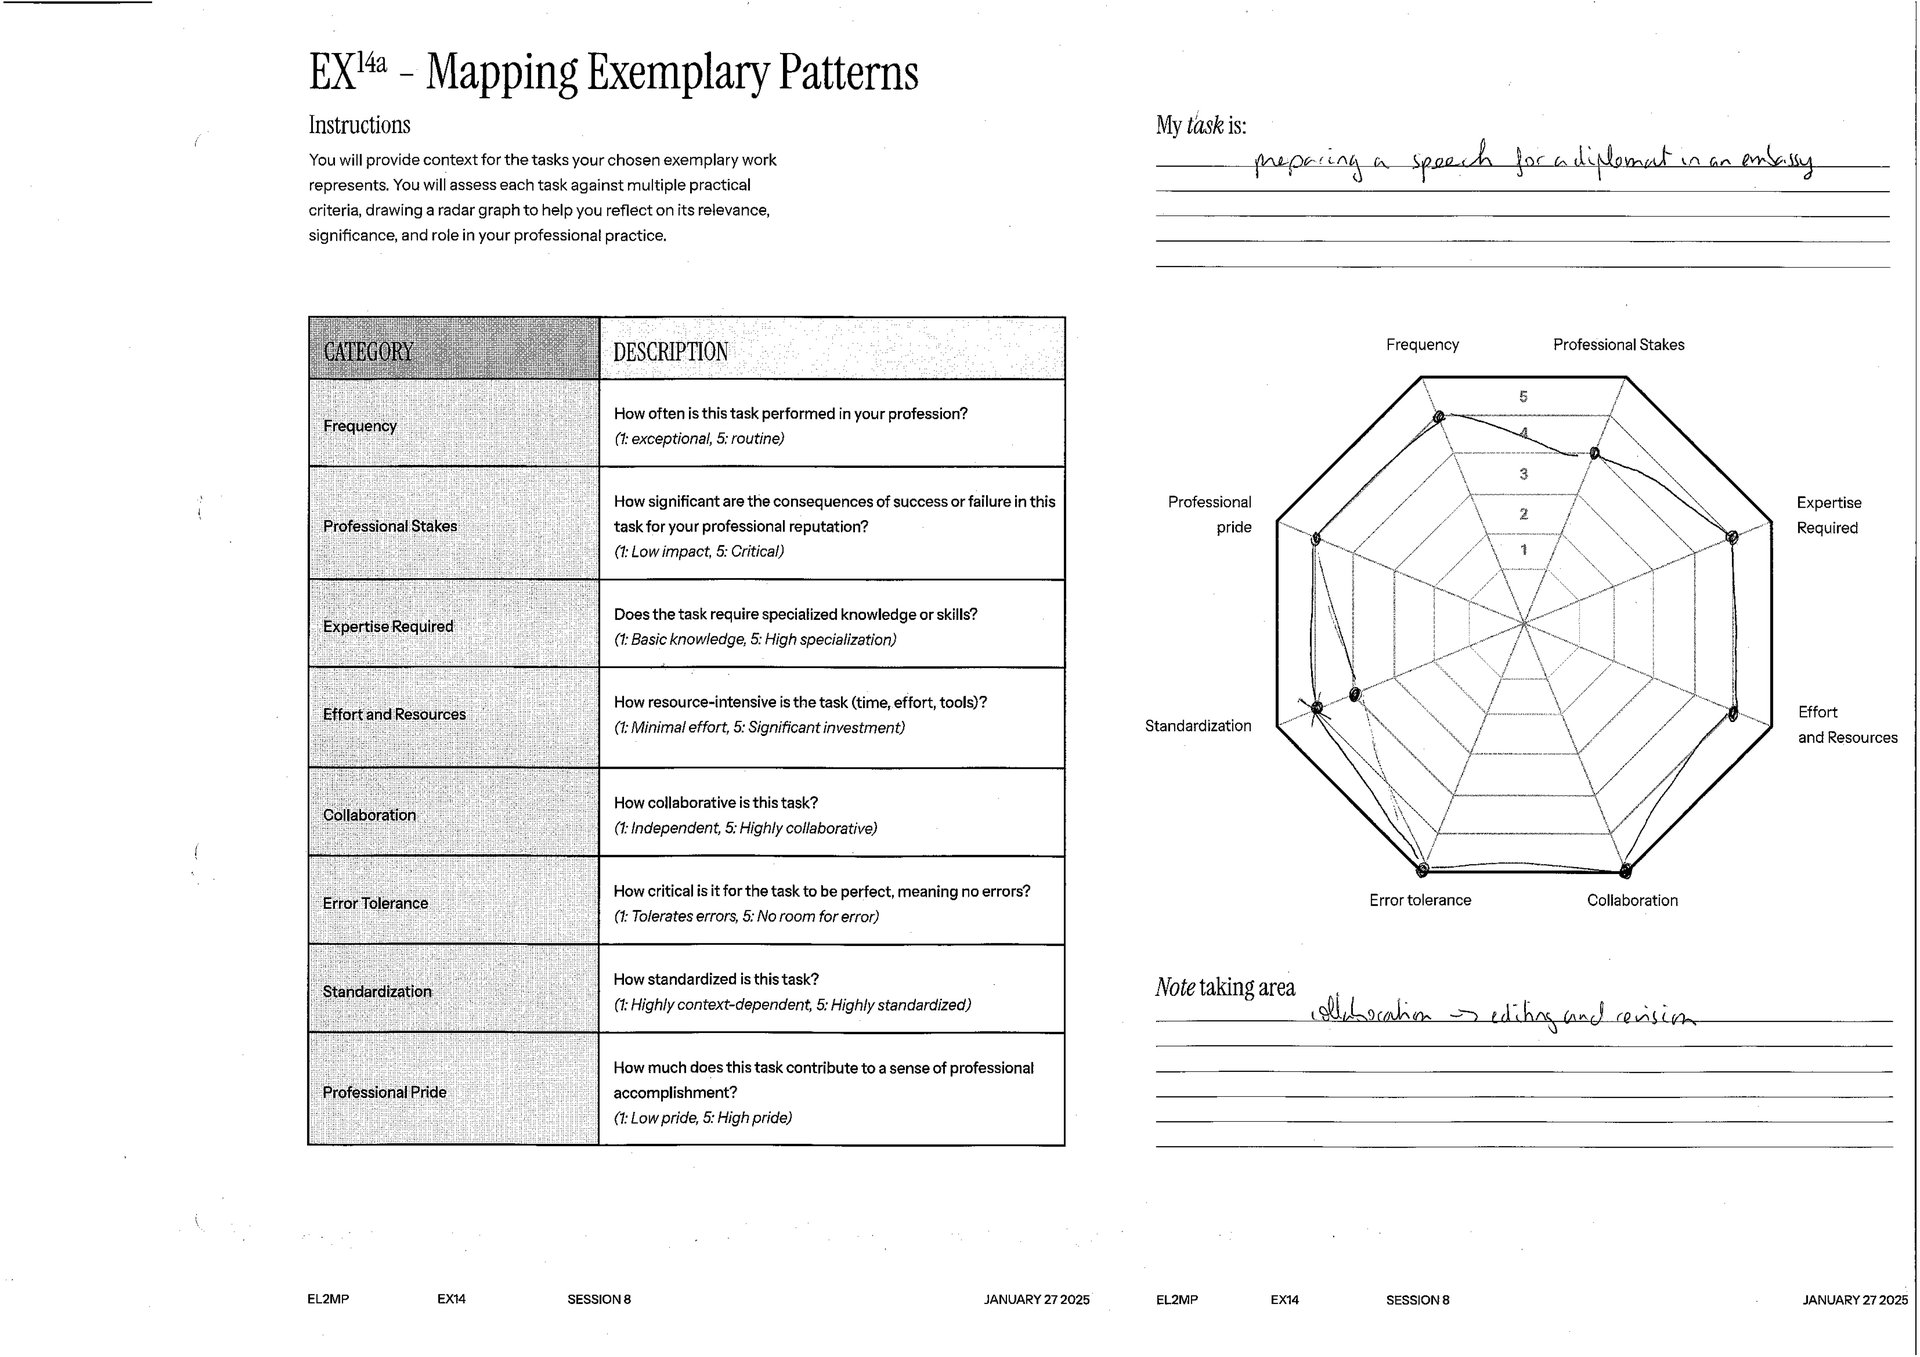 EX14a – Mapping Exemplary Patterns
Instructions
You will provide context for the tasks your chosen exemplary work
represents. You will assess each task against multiple practical
criteria, drawing a radar graph to help you reflect on its relevance,
significance, and role in your professional practice.
CATEGORY
DESCRIPTION
Frequency
How often is this task performed in your profession?
(1: exceptional, 5: routine)
Professional Stakes
How significant are the consequences of success or failure in this
task for your professional reputation?
(1: Low impact, 5: Critical)
Expertise Required
Does the task require specialized knowledge or skills?
(1: Basic knowledge, 5: High specialization)
Effort and Resources
How resource-intensive is the task (time, effort, tools)?
(1: Minimal effort, 5: Significant investment)
Collaboration
How collaborative is this task?
(1: Independent, 5: Highly collaborative)
Error Tolerance
How critical is it for the task to be perfect, meaning no errors?
(1: Tolerates errors, 5: No room for error)
Standardization
How standardized is this task?
(1: Highly context-dependent, 5: Highly standardized)
Professional Pride
How much does this task contribute to a sense of professional
accomplishment?
(1: Low pride, 5: High pride)
EL2MP EX14 SESSION 8 JANUARY 27 2025
My task is:
preparing a speech for a diplomat in an embassy
Frequency
Professional Stakes
5
4
3
2
1
Professional
pride
Expertise
Required
Standardization
Effort
and Resources
Error tolerance
Collaboration
Note taking area
collaboration → editing and revision
EL2MP EX14 SESSION 8 JANUARY 27 2025